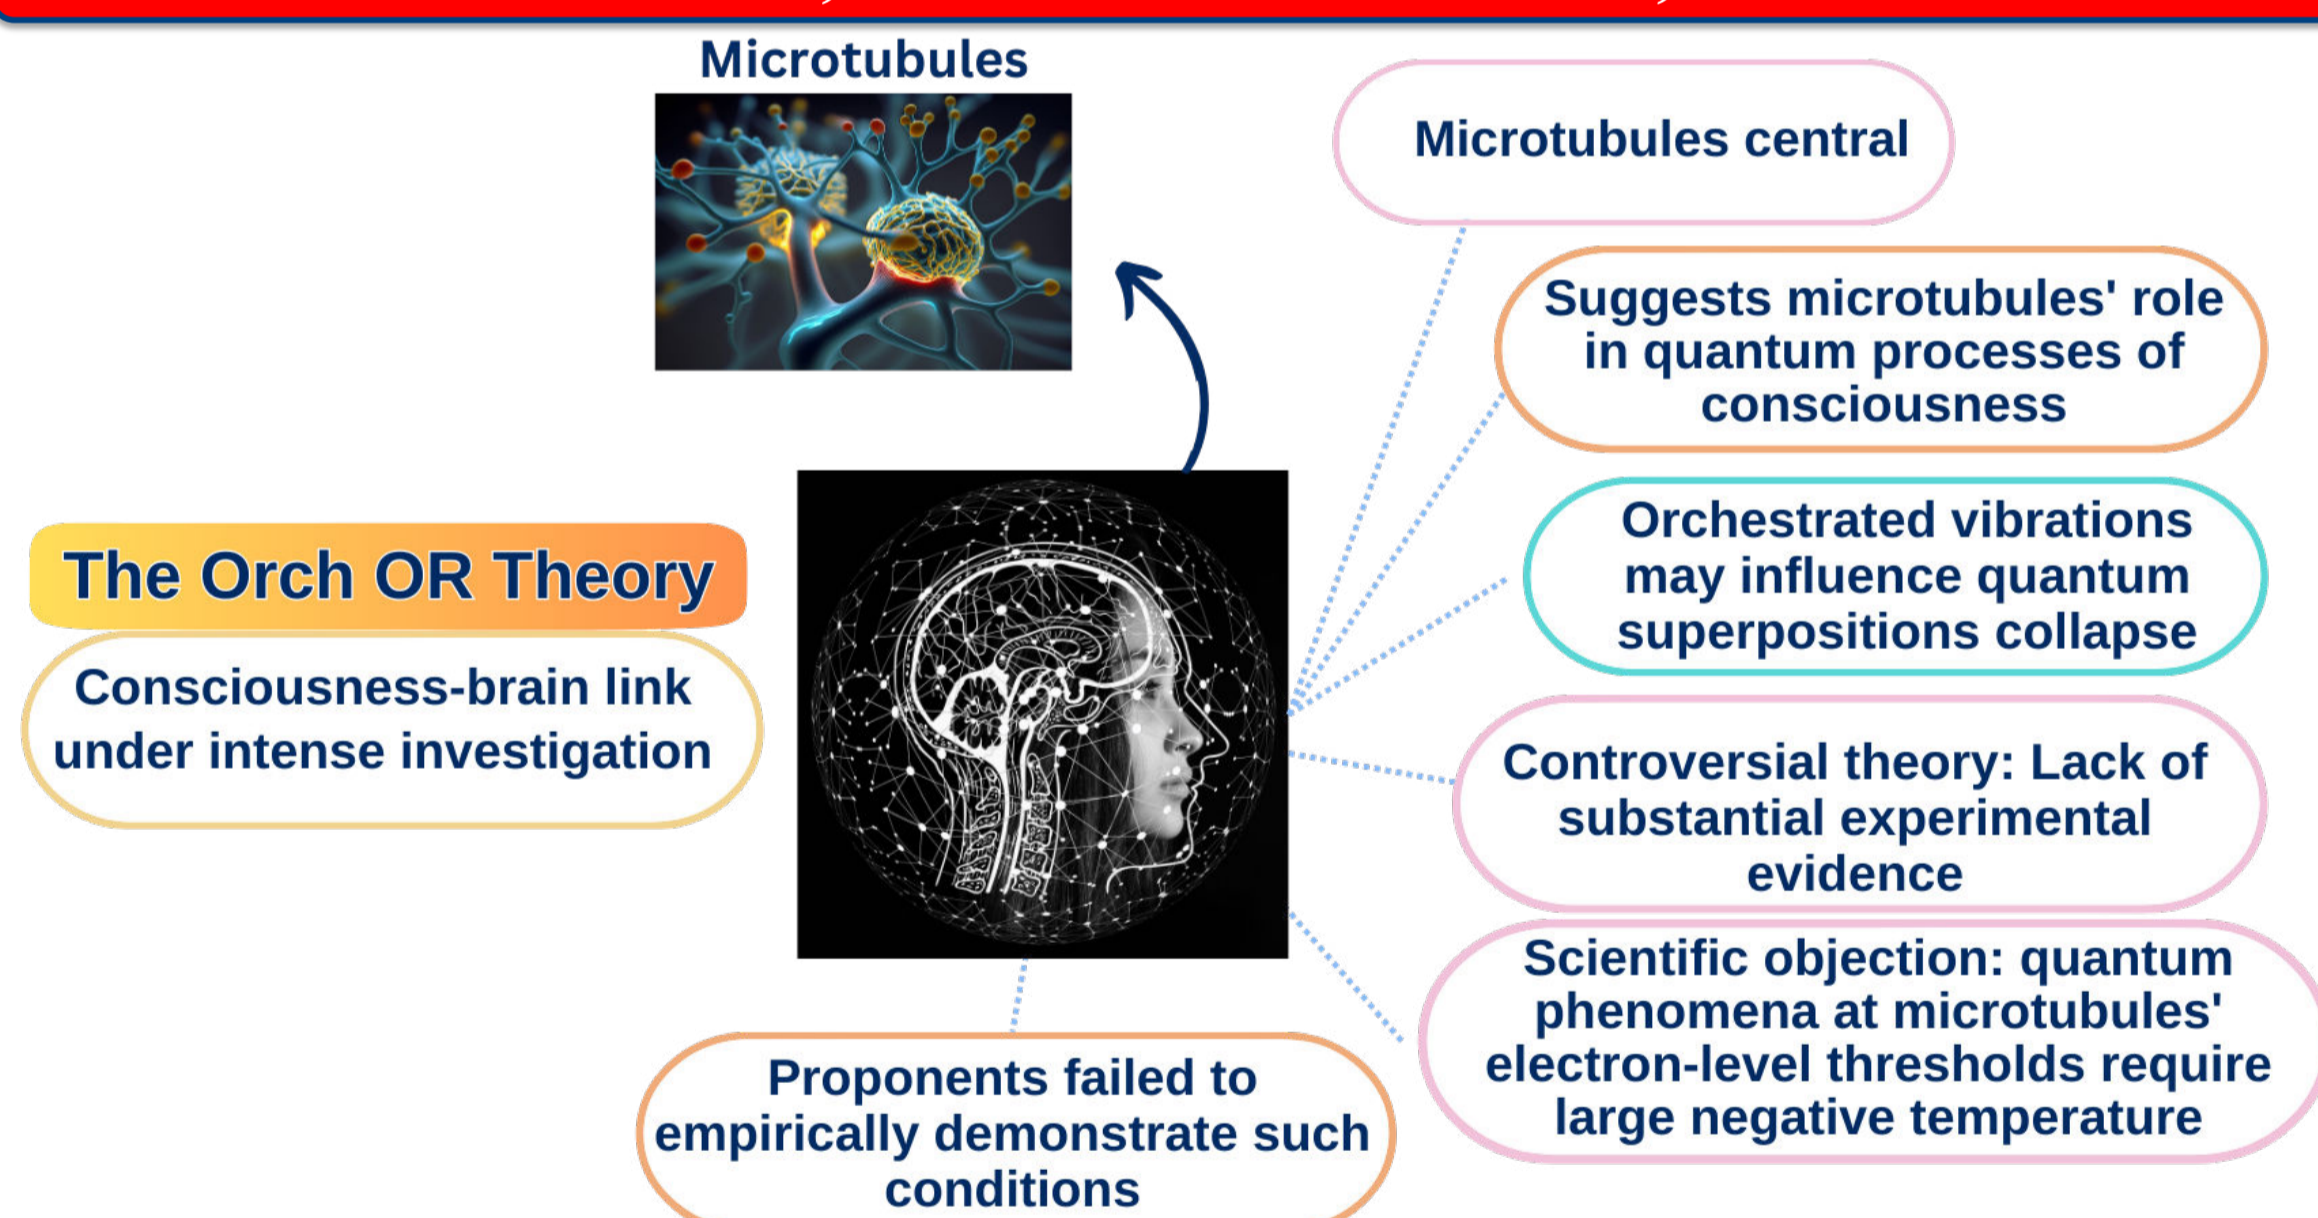 Microtubules
Microtubules central
Suggests microtubules' role
in quantum processes of
consciousness
Orchestrated vibrations
may influence quantum
superpositions collapse
The Orch OR Theory
Consciousness-brain link
under intense investigation
Controversial theory: Lack of
substantial experimental
evidence
Scientific objection: quantum
phenomena at microtubules'
electron-level thresholds require
large negative temperature
Proponents failed to
empirically demonstrate such
conditions